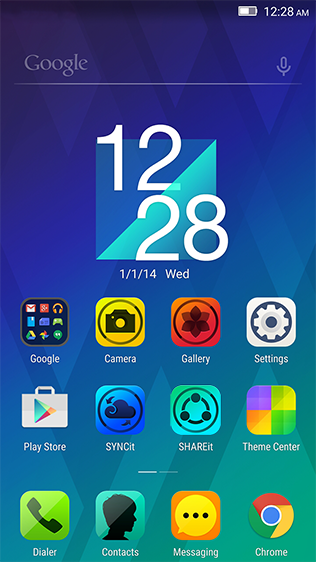 12:28 AM
Google
12
28
1/1/14 Wed
Google Camera Gallery Settings
Play Store SYNCit SHAREit Theme Center
Dialer Contacts Messaging Chrome